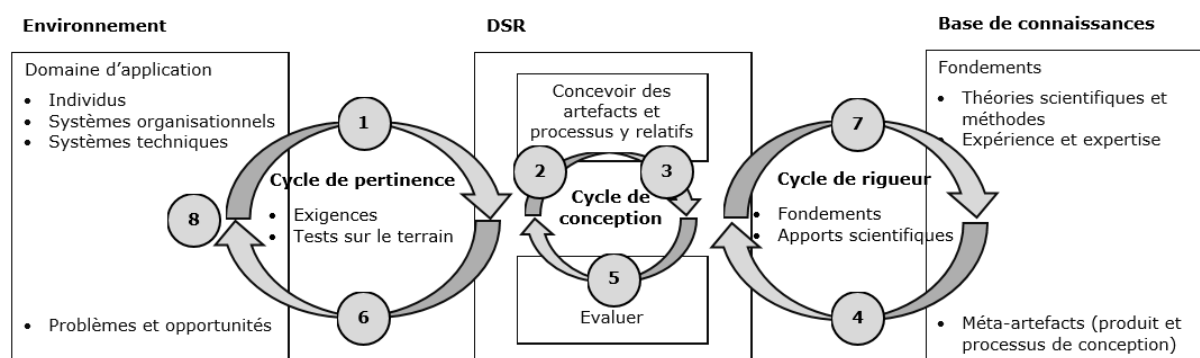 Environnement
DSR
Base de connaissances
Domaine d’application
• Individus
• Systèmes organisationnels
• Systèmes techniques
Concevoir des
artefacts et
processus y relatifs
Fondements
• Théories scientifiques et
méthodes
• Expérience et expertise
1
2
3
7
Cycle de pertinence
• Exigences
• Tests sur le terrain
8
Cycle de
conception
Cycle de rigueur
• Fondements
• Apports scientifiques
5
Evaluer
6
4
• Problèmes et opportunités
• Méta-artefacts (produit et
processus de conception)